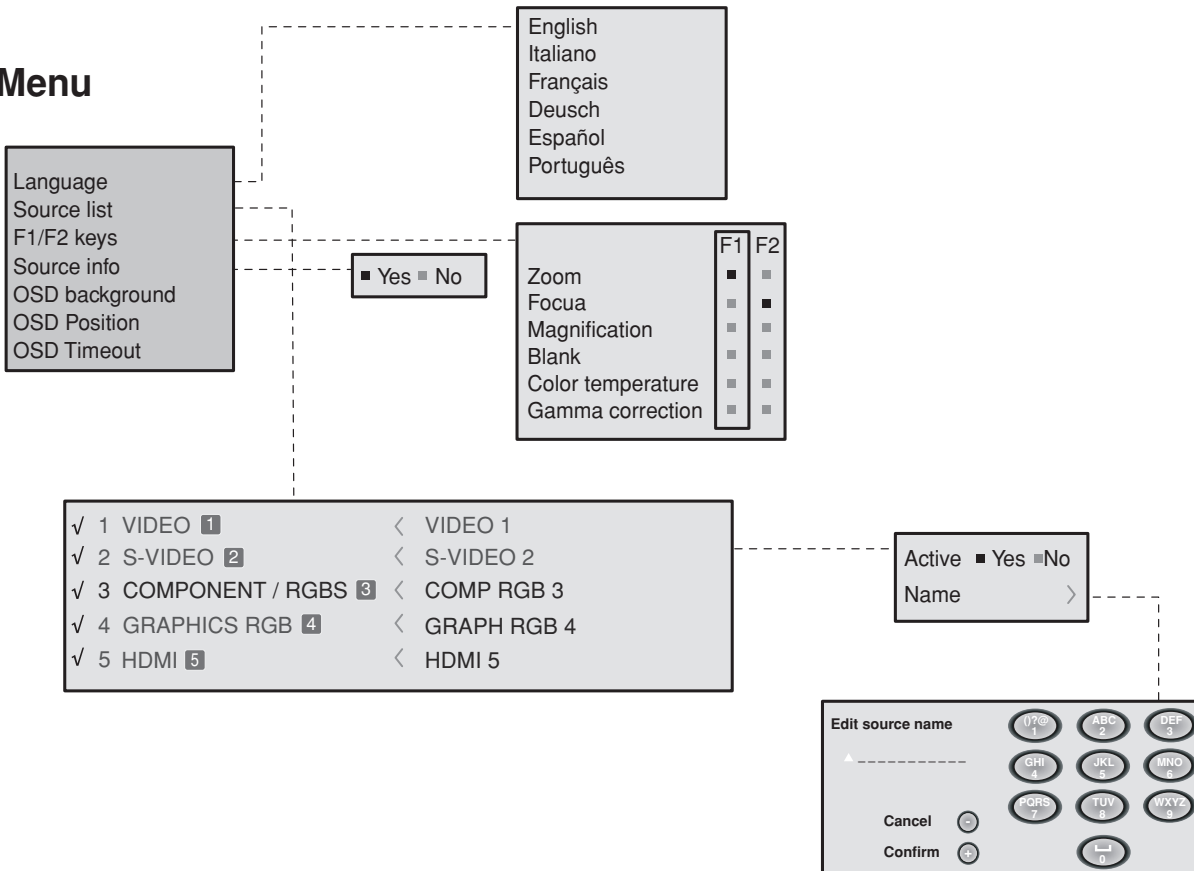 Menu
Language
Source list
F1/F2 keys
Source info
OSD background
OSD Position
OSD Timeout
English
Italiano
Français
Deusch
Español
Português
■ Yes ■ No
F1 F2
Zoom
Focua
Magnification
Blank
Color temperature
Gamma correction
√ 1 VIDEO 1 〈 VIDEO 1
√ 2 S-VIDEO 2 〈 S-VIDEO 2
√ 3 COMPONENT / RGBS 3 〈 COMP RGB 3
√ 4 GRAPHICS RGB 4 〈 GRAPH RGB 4
√ 5 HDMI 5 〈 HDMI 5
Active ■ Yes ■No
Name 〉
Edit source name
()?@ 1
ABC 2
DEF 3
GHI 4
JKL 5
MNO 6
PQRS 7
TUV 8
WXYZ 9
Cancel -
Confirm +
0